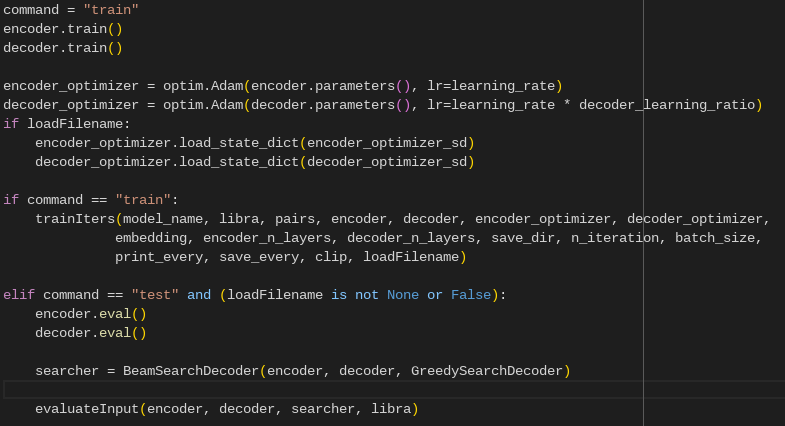 command = "train"
encoder.train()
decoder.train()

encoder_optimizer = optim.Adam(encoder.parameters(), lr=learning_rate)
decoder_optimizer = optim.Adam(decoder.parameters(), lr=learning_rate * decoder_learning_ratio)
if loadFilename:
    encoder_optimizer.load_state_dict(encoder_optimizer_sd)
    decoder_optimizer.load_state_dict(decoder_optimizer_sd)

if command == "train":
    trainIters(model_name, libra, pairs, encoder, decoder, encoder_optimizer, decoder_optimizer,
              embedding, encoder_n_layers, decoder_n_layers, save_dir, n_iteration, batch_size,
              print_every, save_every, clip, loadFilename)

elif command == "test" and (loadFilename is not None or False):
    encoder.eval()
    decoder.eval()

    searcher = BeamSearchDecoder(encoder, decoder, GreedySearchDecoder)

    evaluateInput(encoder, decoder, searcher, libra)